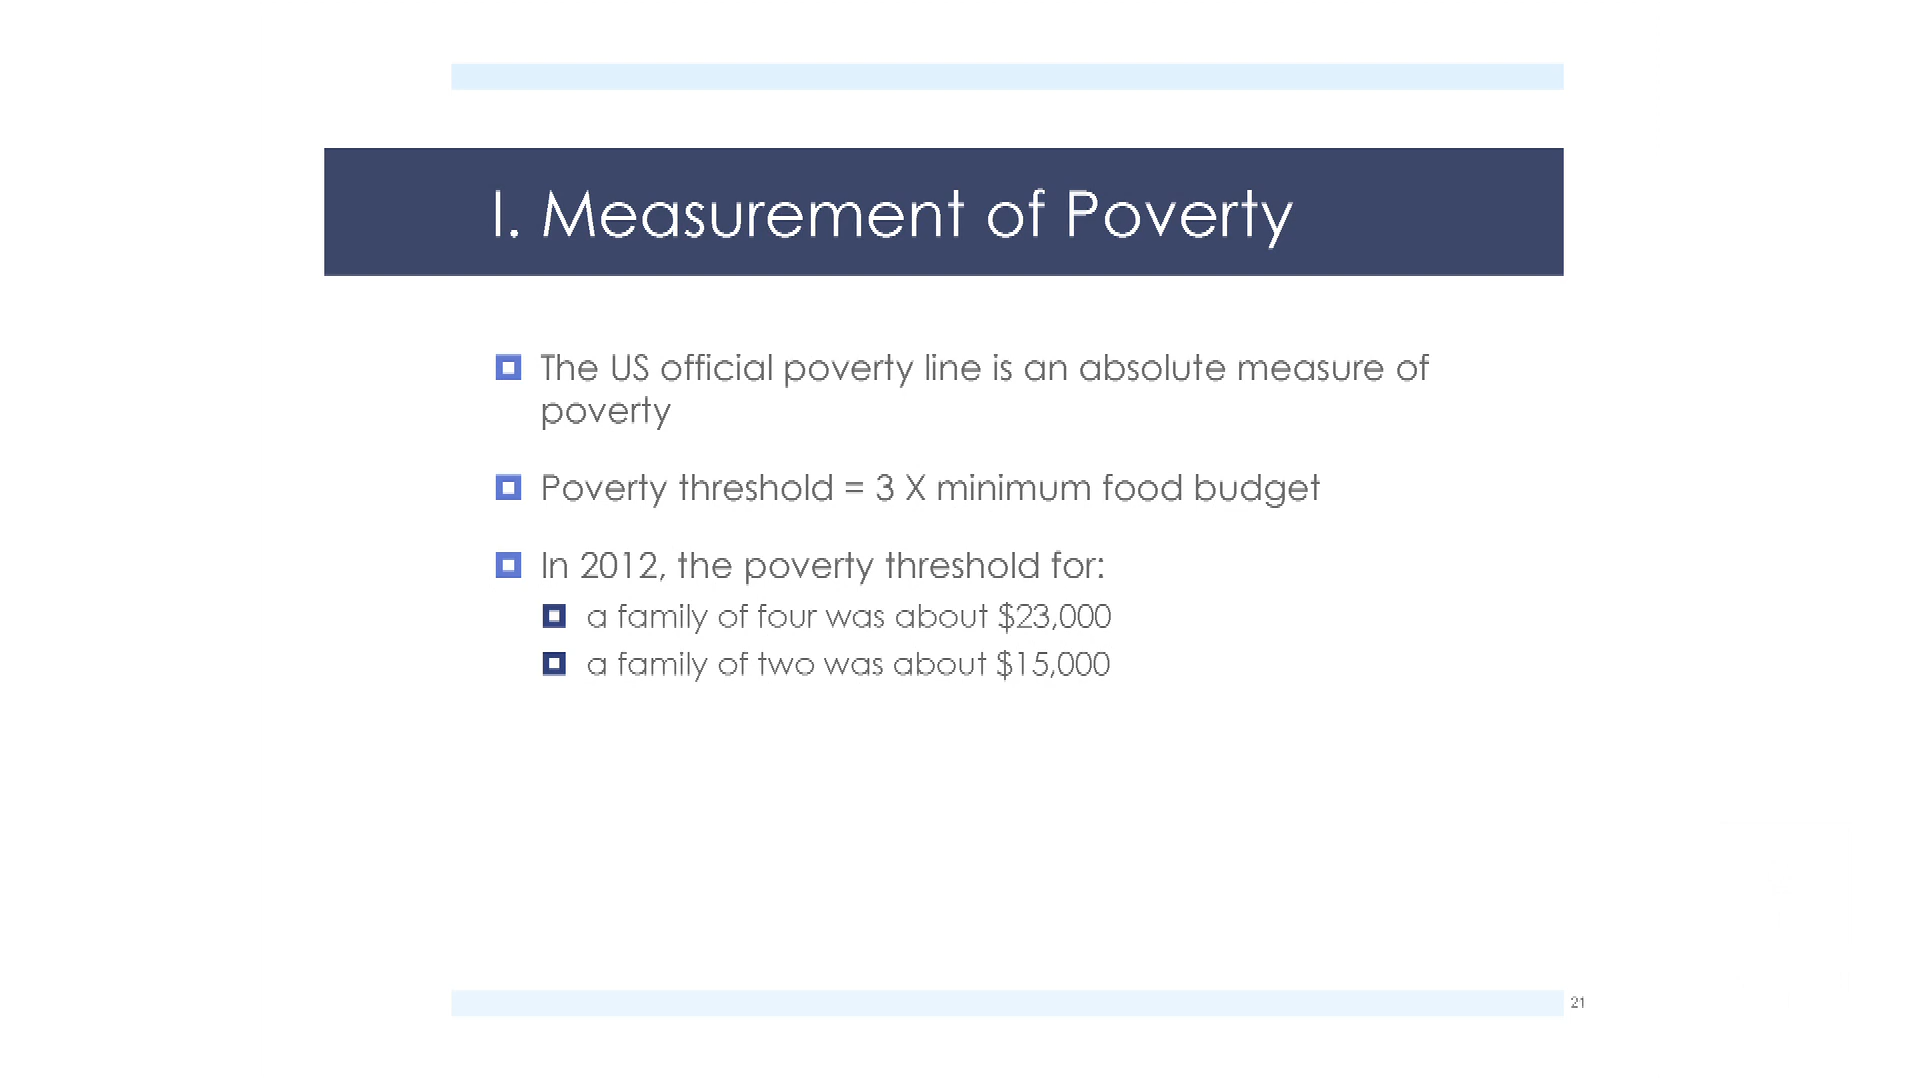 I. Measurement of Poverty
The US official poverty line is an absolute measure of
poverty
Poverty threshold = 3 X minimum food budget
In 2012, the poverty threshold for:
a family of four was about $23,000
a family of two was about $15,000
21